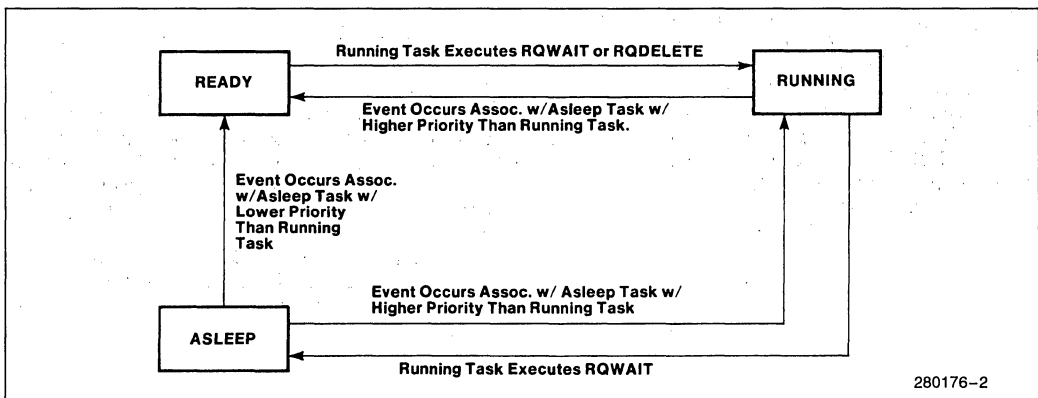 Running Task Executes RQWAIT or RQDELETE
READY
RUNNING
Event Occurs Assoc. w/Asleep Task w/
Higher Priority Than Running Task.
Event Occurs Assoc.
w/Asleep Task w/
Lower Priority
Than Running
Task
Event Occurs Assoc. w/ Asleep Task w/
Higher Priority Than Running Task
ASLEEP
Running Task Executes RQWAIT
280176-2